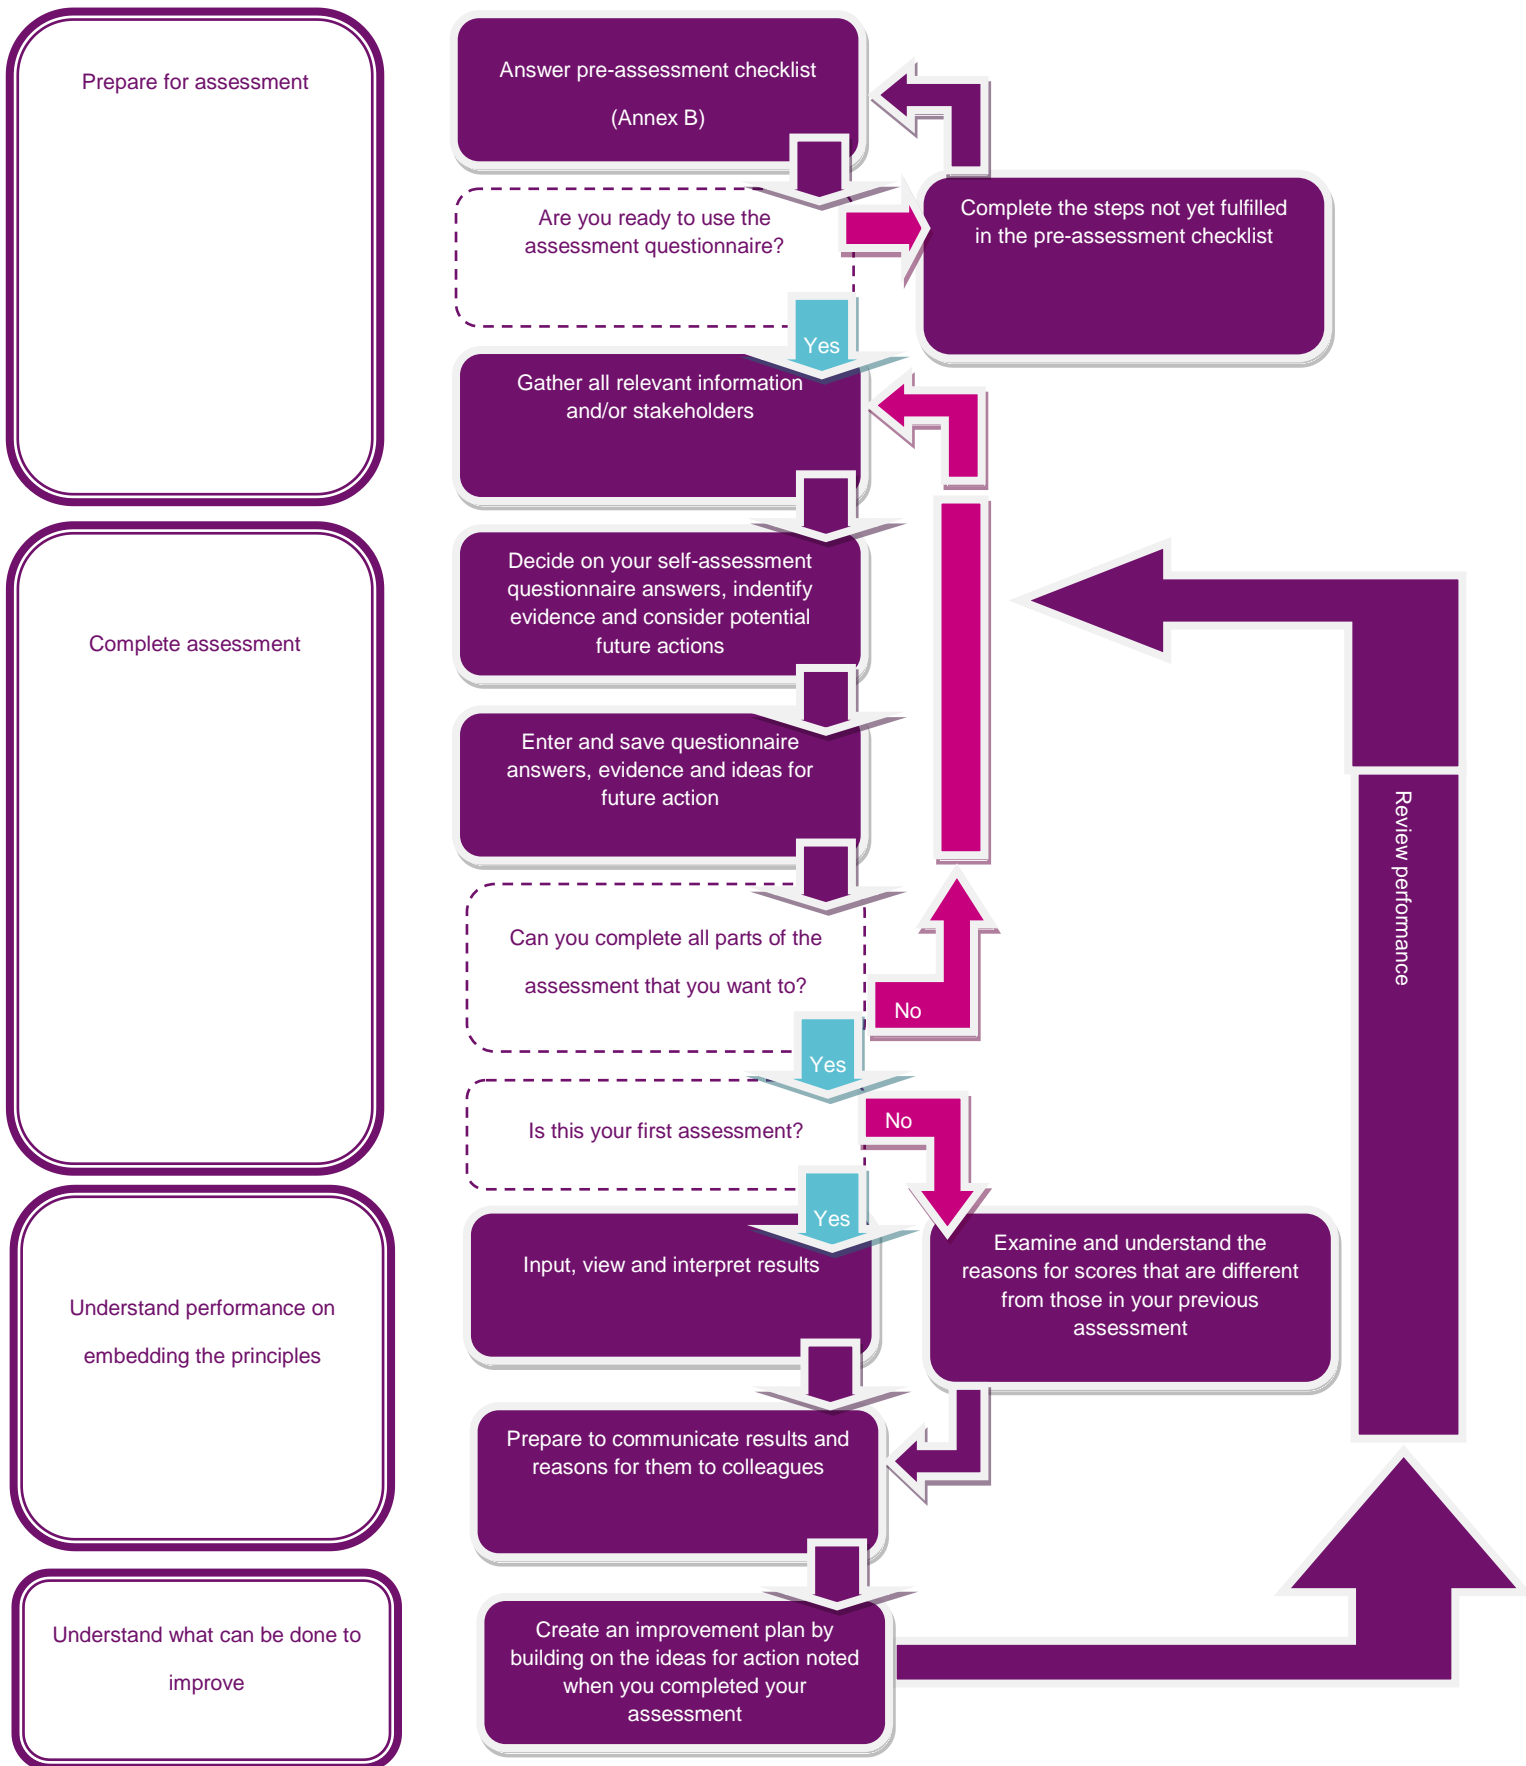 Prepare for assessment
Answer pre-assessment checklist
(Annex B)
Are you ready to use the
assessment questionnaire?
Complete the steps not yet fulfilled
in the pre-assessment checklist
Yes
Gather all relevant information
and/or stakeholders
Complete assessment
Decide on your self-assessment
questionnaire answers, indentify
evidence and consider potential
future actions
Enter and save questionnaire
answers, evidence and ideas for
future action
Can you complete all parts of the
assessment that you want to?
No
Yes
Is this your first assessment?
No
Yes
Review performance
Understand performance on
embedding the principles
Input, view and interpret results
Examine and understand the
reasons for scores that are different
from those in your previous
assessment
Prepare to communicate results and
reasons for them to colleagues
Understand what can be done to
improve
Create an improvement plan by
building on the ideas for action noted
when you completed your
assessment